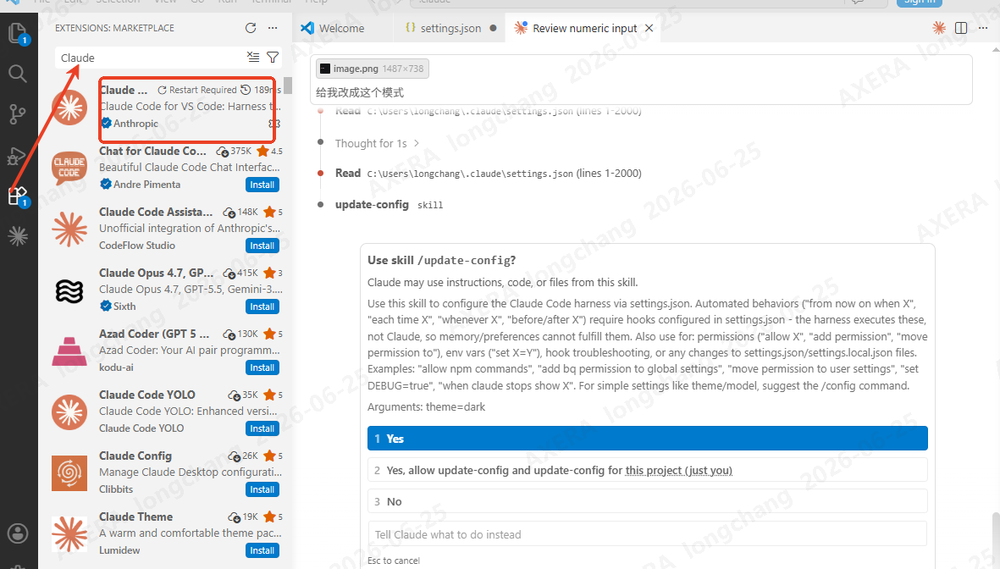 File Edit Selection View Go Run Terminal Help
.claude
Sign in
EXTENSIONS: MARKETPLACE
Claude
Claude ... Restart Required 189ms
Claude Code for VS Code: Harness t...
Anthropic
Chat for Claude Co... 375K 4.5
Beautiful Claude Code Chat Interfac...
Andre Pimenta Install
Claude Code Assista... 148K 5
Unofficial integration of Anthropic's...
CodeFlow Studio Install
Claude Opus 4.7, GP... 415K 3
Claude Opus 4.7, GPT-5.5, Gemini-3....
Sixth Install
Azad Coder (GPT 5 ... 130K 5
Azad Coder: Your AI pair programm...
kodu-ai Install
Claude Code YOLO 35K 5
Claude Code YOLO: Enhanced versi...
Claude Code YOLO Install
Claude Config 26K 5
Manage Claude Desktop configurati...
Clibbits Install
Claude Theme 19K 5
A warm and comfortable theme pac...
Lumidew Install
CLAUDE
CODE
1
1
Welcome
{} settings.json
Review numeric input
image.png 1487×738
给我改成这个模式
Read c:\Users\longchang\.claude\settings.json (lines 1-2000)
Thought for 1s
Read c:\Users\longchang\.claude\settings.json (lines 1-2000)
update-config skill
Use skill /update-config?
Claude may use instructions, code, or files from this skill.
Use this skill to configure the Claude Code harness via settings.json. Automated behaviors ("from now on when X",
"each time X", "whenever X", "before/after X") require hooks configured in settings.json - the harness executes these,
not Claude, so memory/preferences cannot fulfill them. Also use for: permissions ("allow X", "add permission", "move
permission to"), env vars ("set X=Y"), hook troubleshooting, or any changes to settings.json/settings.local.json files.
Examples: "allow npm commands", "add bq permission to global settings", "move permission to user settings", "set
DEBUG=true", "when claude stops show X". For simple settings like theme/model, suggest the /config command.
Arguments: theme=dark
1 Yes
2 Yes, allow update-config and update-config for this project (just you)
3 No
Tell Claude what to do instead
Esc to cancel
AXERA longchang 2026-06-25